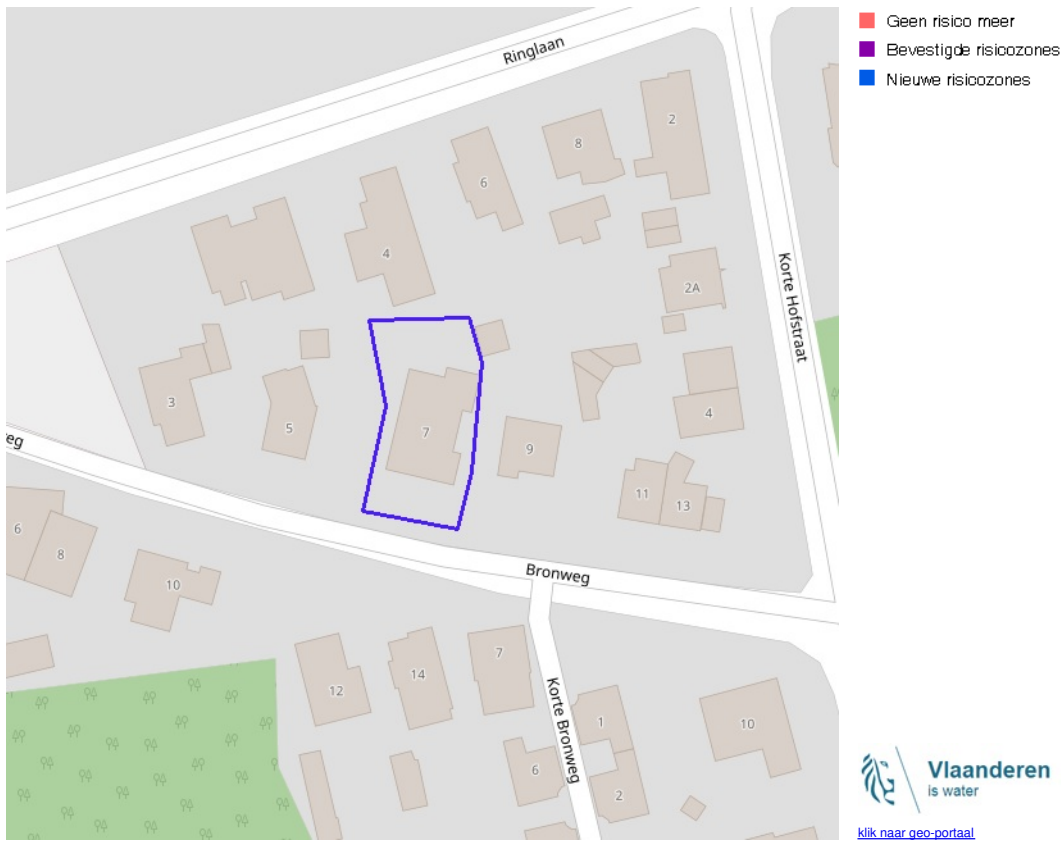 Ringlaan
Geen risico meer
Bevestigde risicozones
Nieuwe risicozones
2
8
6
4
2A
Korte Hofstraat
3
5
7
9
4
11
13
eg
Bronweg
6
8
10
12
14
7
Korte Bronweg
1
10
6
2
Vlaanderen
is water
klik naar geo-portaal